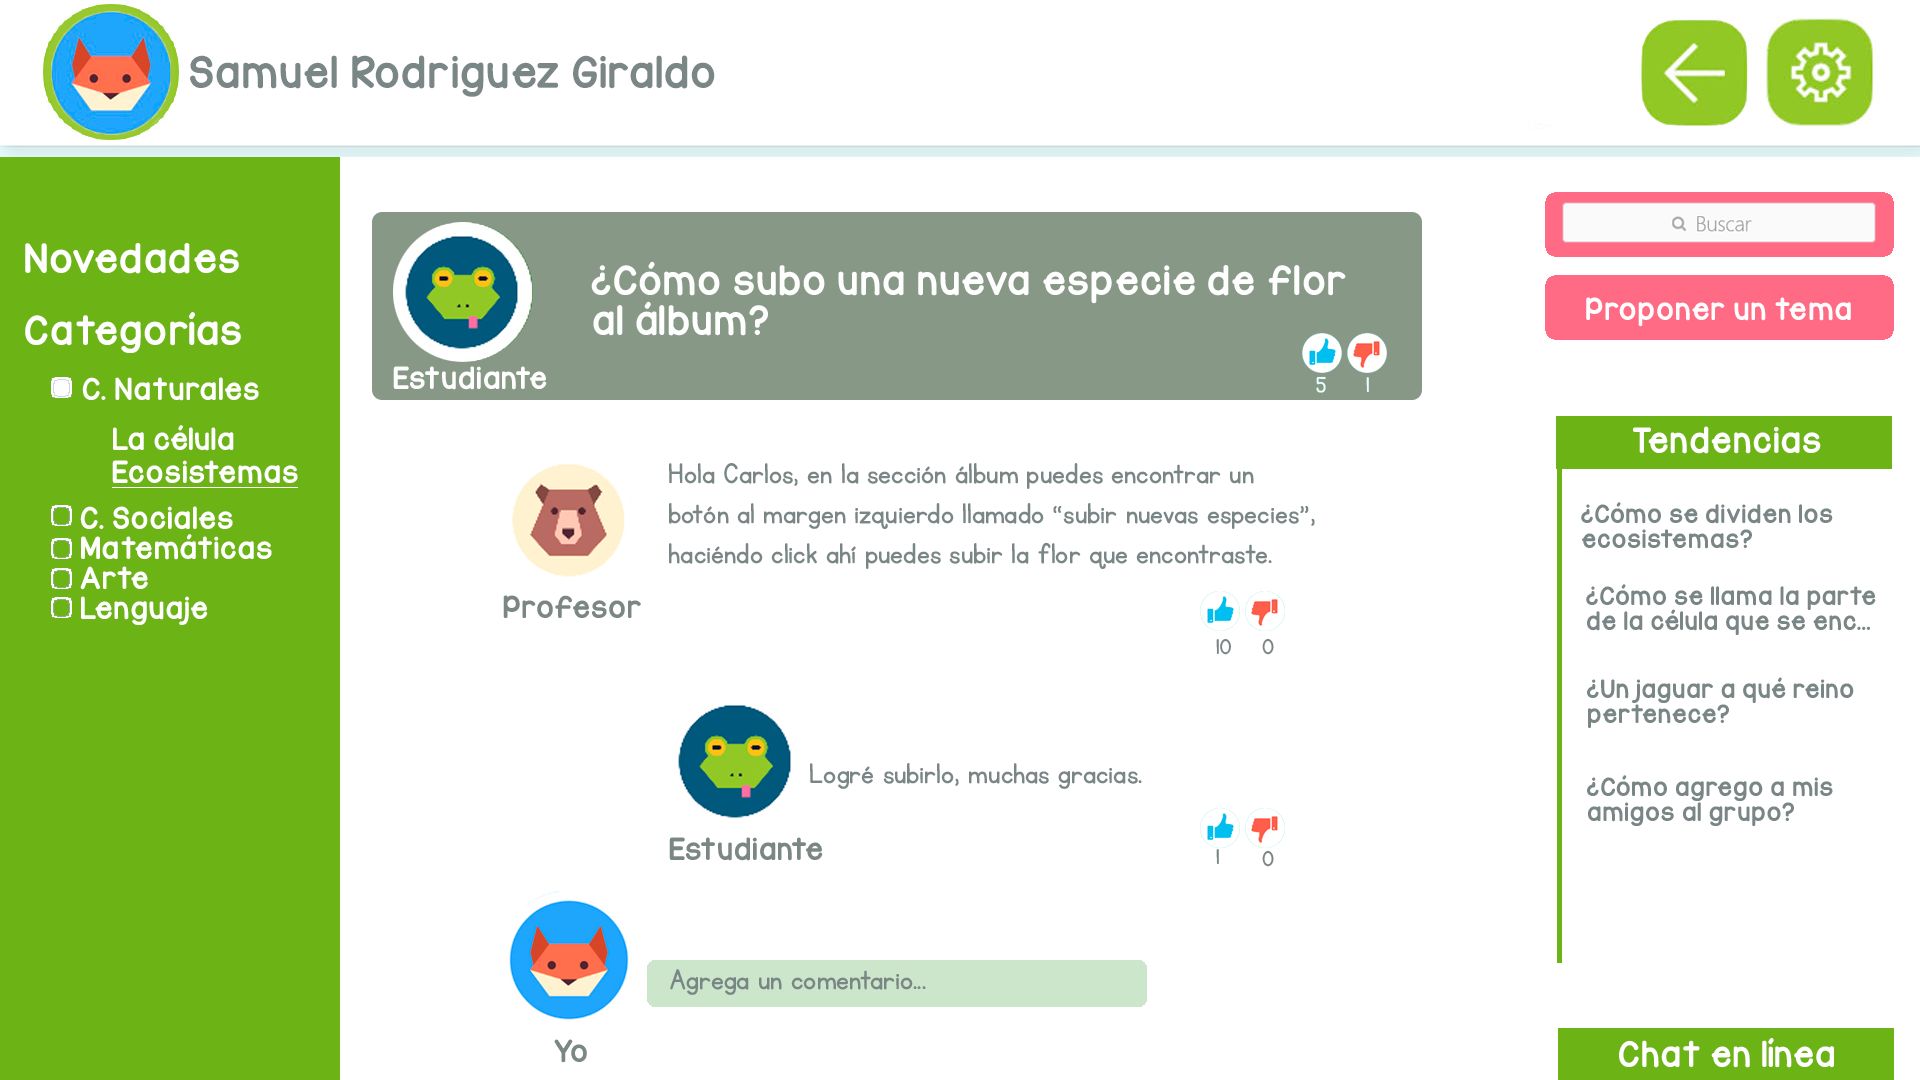 Samuel Rodriguez Giraldo
Novedades
Categorías
C. Naturales
La célula
Ecosistemas
C. Sociales
Matemáticas
Arte
Lenguaje
¿Cómo subo una nueva especie de flor
al álbum?
Estudiante
5 1
Hola Carlos, en la sección álbum puedes encontrar un
botón al margen izquierdo llamado “subir nuevas especies”,
haciéndo click ahí puedes subir la flor que encontraste.
Profesor
10 0
Logré subirlo, muchas gracias.
Estudiante
1 0
Agrega un comentario...
Yo
Buscar
Proponer un tema
Tendencias
¿Cómo se dividen los
ecosistemas?
¿Cómo se llama la parte
de la célula que se enc...
¿Un jaguar a qué reino
pertenece?
¿Cómo agrego a mis
amigos al grupo?
Chat en línea